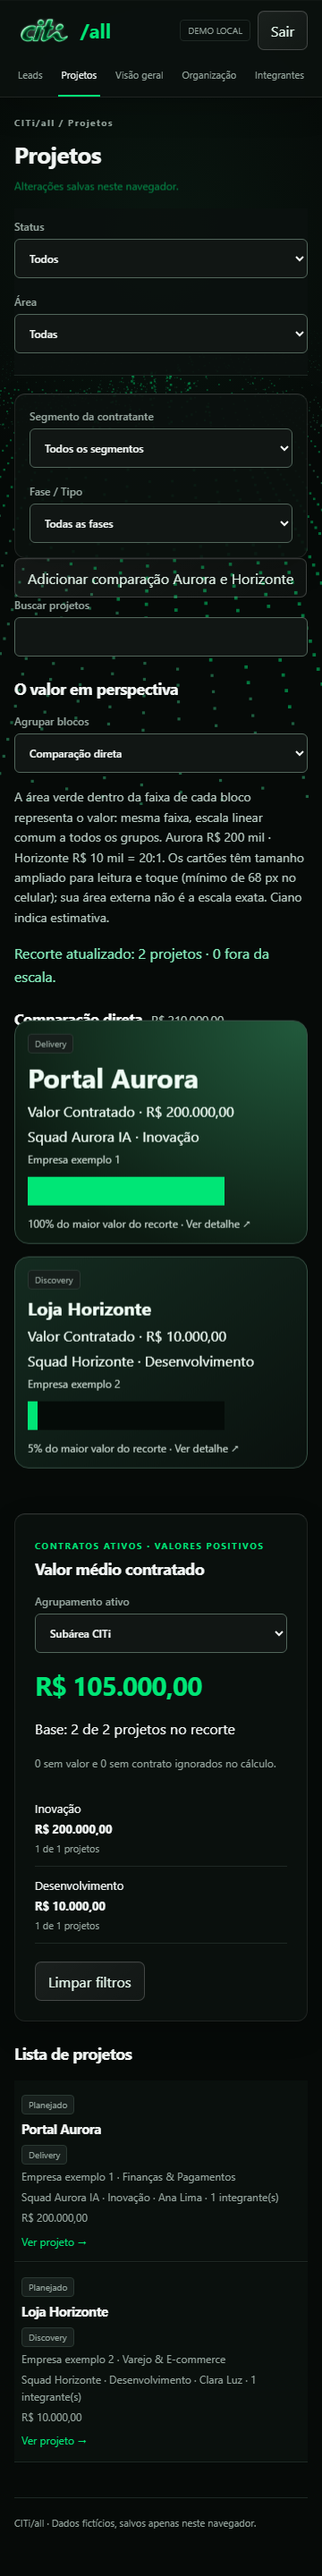 citi /all
DEMO LOCAL
Sair
Leads Projetos Visão geral Organização Integrantes
CITi/all / Projetos
Projetos
Alterações salvas neste navegador.
Status
Todos
Área
Todas
Segmento da contratante
Todos os segmentos
Fase / Tipo
Todas as fases
Adicionar comparação Aurora e Horizonte
Buscar projetos
O valor em perspectiva
Agrupar blocos
Comparação direta
A área verde dentro da faixa de cada bloco
representa o valor: mesma faixa, escala linear
comum a todos os grupos. Aurora R$ 200 mil ·
Horizonte R$ 10 mil = 20:1. Os cartões têm tamanho
ampliado para leitura e toque (mínimo de 68 px no
celular); sua área externa não é a escala exata. Ciano
indica estimativa.
Recorte atualizado: 2 projetos · 0 fora da
escala.
Comparação direta R$ 210.000,00
Delivery
Portal Aurora
Valor Contratado · R$ 200.000,00
Squad Aurora IA · Inovação
Empresa exemplo 1
100% do maior valor do recorte · Ver detalhe ↗
Discovery
Loja Horizonte
Valor Contratado · R$ 10.000,00
Squad Horizonte · Desenvolvimento
Empresa exemplo 2
5% do maior valor do recorte · Ver detalhe ↗
CONTRATOS ATIVOS · VALORES POSITIVOS
Valor médio contratado
Agrupamento ativo
Subárea CITi
R$ 105.000,00
Base: 2 de 2 projetos no recorte
0 sem valor e 0 sem contrato ignorados no cálculo.
Inovação
R$ 200.000,00
1 de 1 projetos
Desenvolvimento
R$ 10.000,00
1 de 1 projetos
Limpar filtros
Lista de projetos
Planejado
Portal Aurora
Delivery
Empresa exemplo 1 · Finanças & Pagamentos
Squad Aurora IA · Inovação · Ana Lima · 1 integrante(s)
R$ 200.000,00
Ver projeto →
Planejado
Loja Horizonte
Discovery
Empresa exemplo 2 · Varejo & E-commerce
Squad Horizonte · Desenvolvimento · Clara Luz · 1
integrante(s)
R$ 10.000,00
Ver projeto →
CITi/all · Dados fictícios, salvos apenas neste navegador.